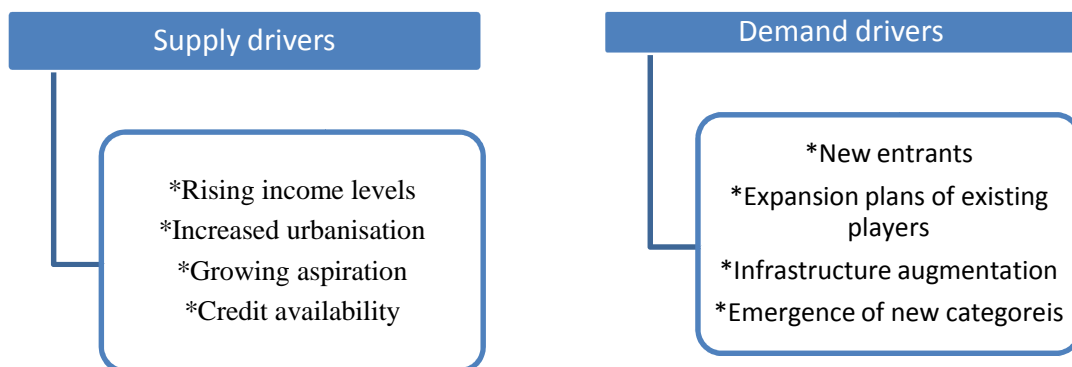 Supply drivers
*Rising income levels
*Increased urbanisation
*Growing aspiration
*Credit availability
Demand drivers
*New entrants
*Expansion plans of existing
players
*Infrastructure augmentation
*Emergence of new categoreis